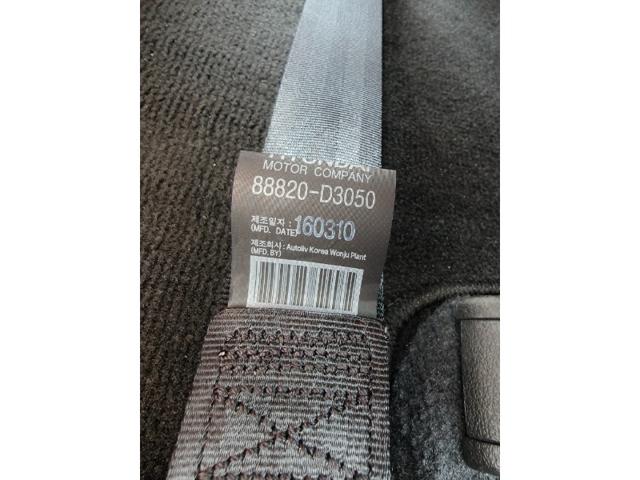 HYUNDAI
MOTOR COMPANY
88820-D3050
제조일자 : 160310
(MFD. DATE)
제조회사 : Autoliv Korea Wonju Plant
(MFD. BY)